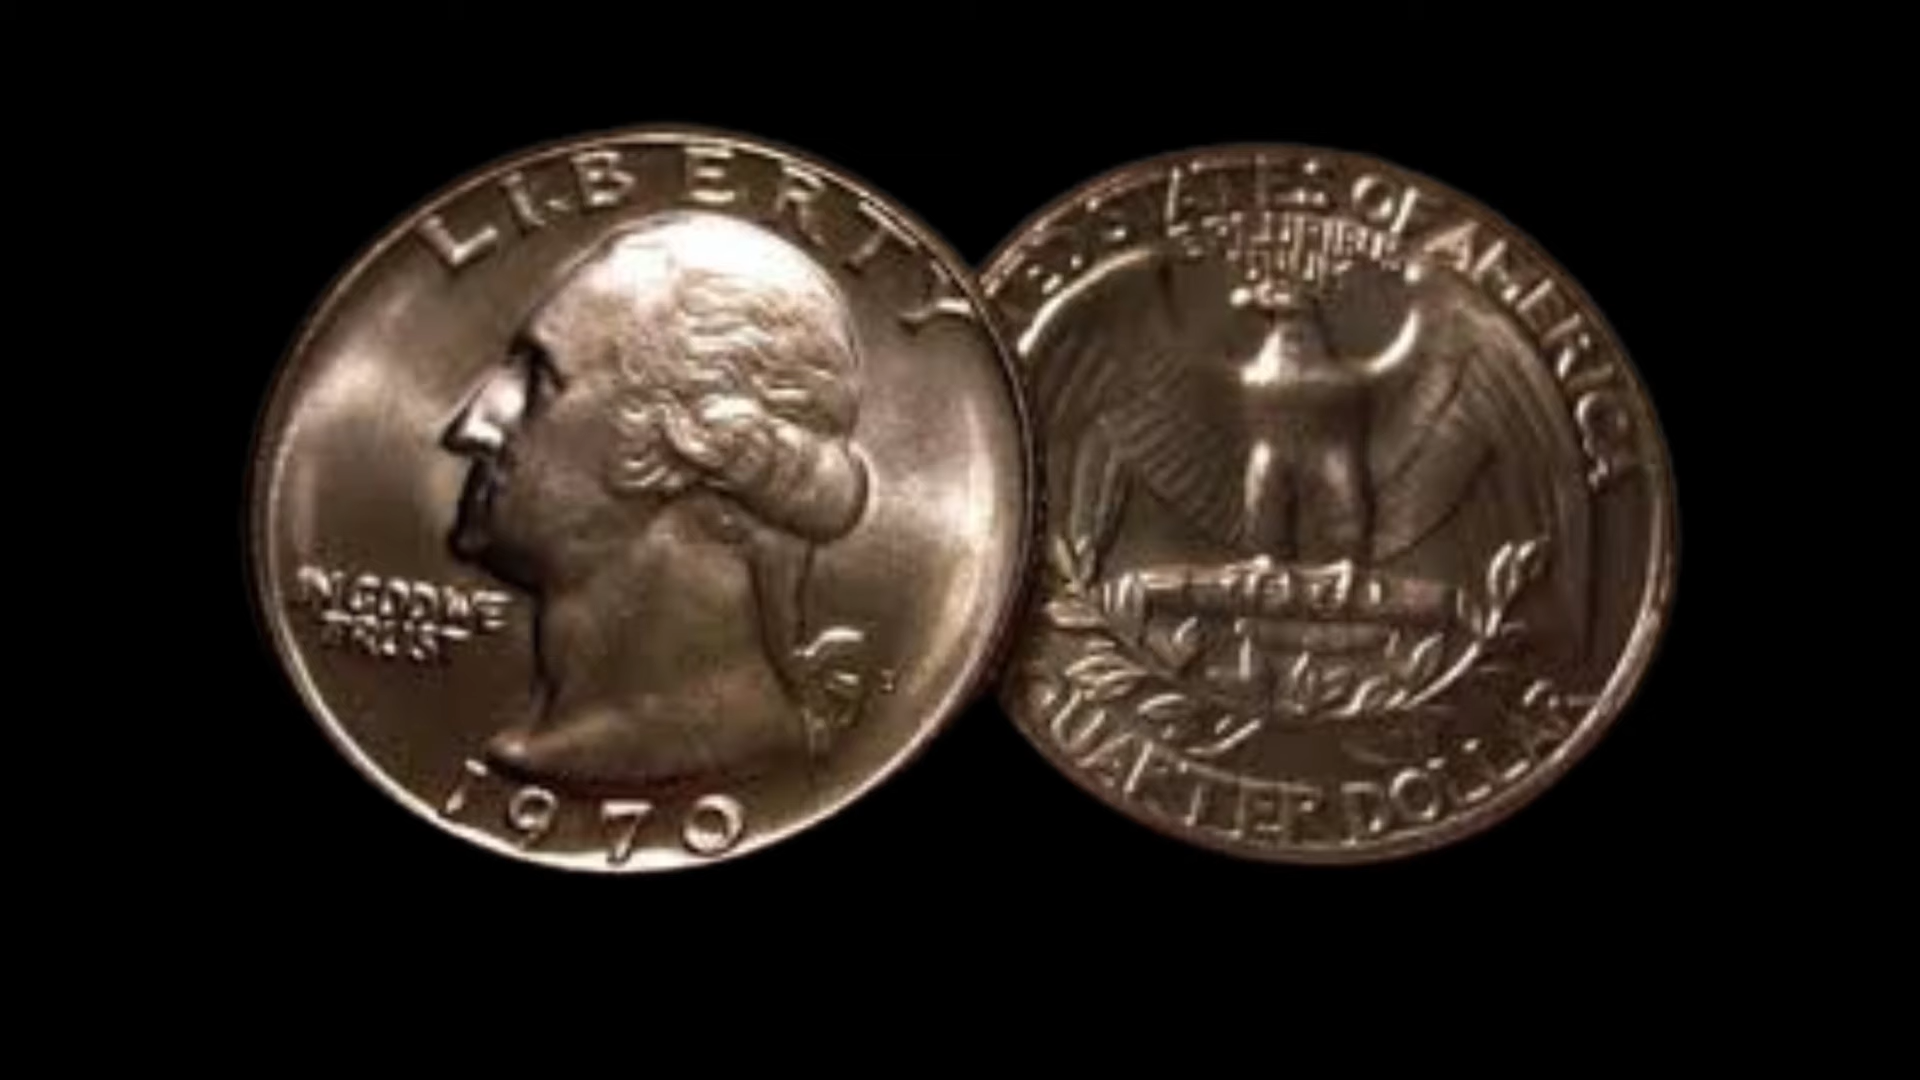 LIBERTY
IN GOD WE
TRUST
1970
STATES OF AMERICA
QUARTER DOLLAR